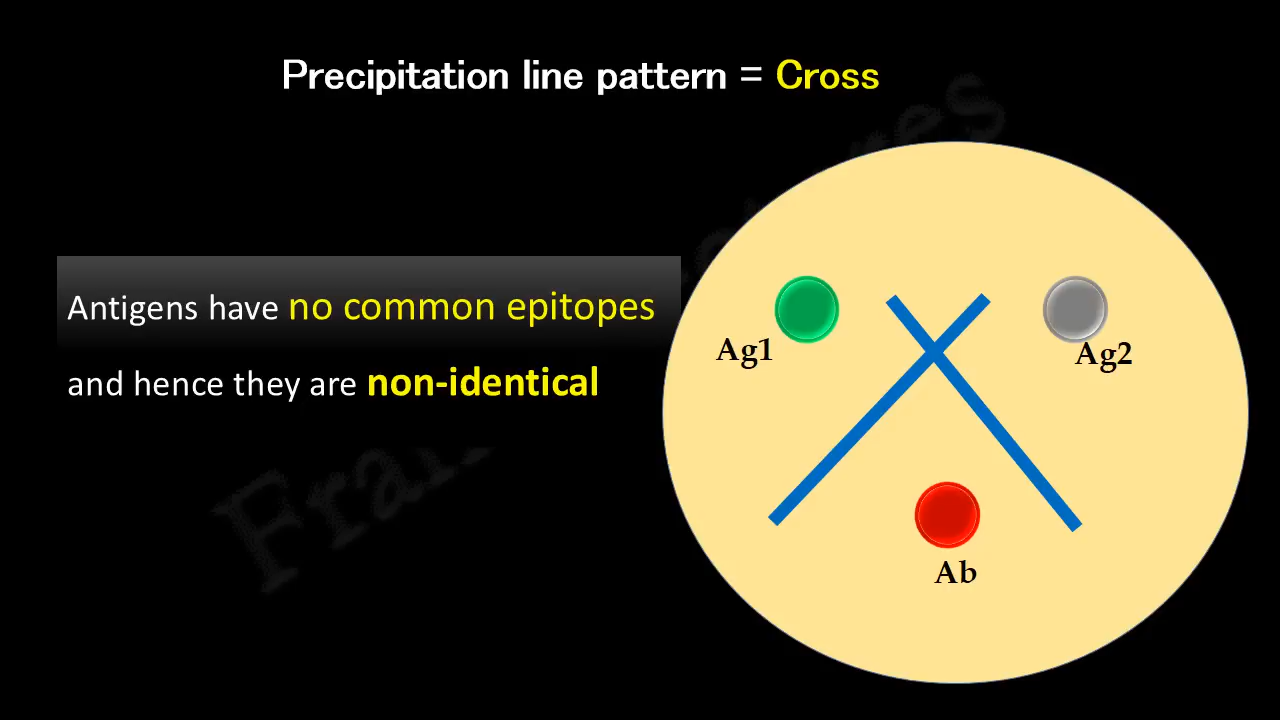 Precipitation line pattern = Cross
Antigens have no common epitopes
and hence they are non-identical
Ag1
Ag2
Ab